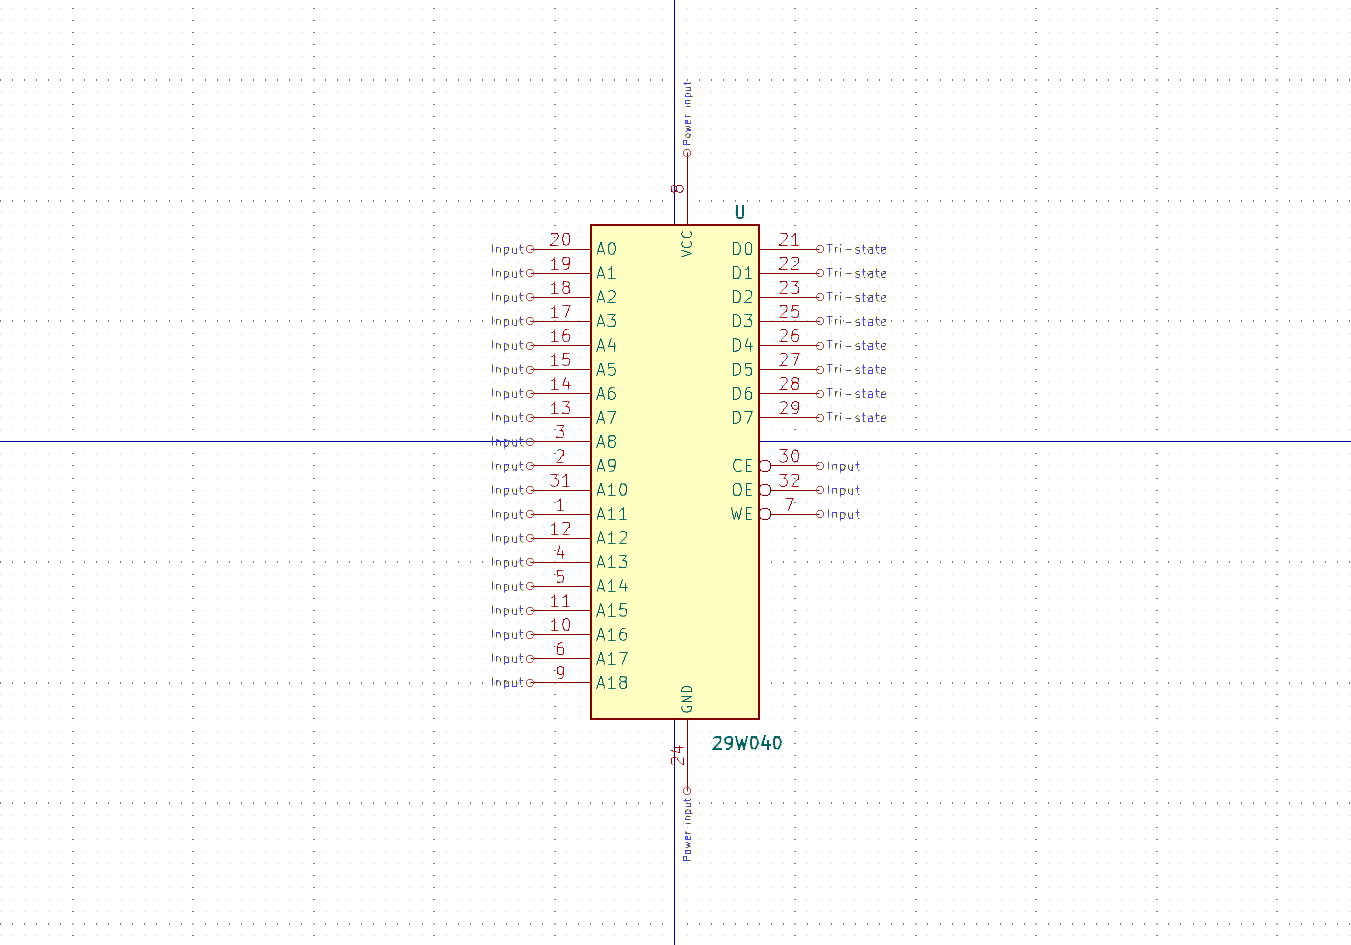 Power input
8
U
VCC
Input 20 A0 D0 21 Tri-state
Input 19 A1 D1 22 Tri-state
Input 18 A2 D2 23 Tri-state
Input 17 A3 D3 25 Tri-state
Input 16 A4 D4 26 Tri-state
Input 15 A5 D5 27 Tri-state
Input 14 A6 D6 28 Tri-state
Input 13 A7 D7 29 Tri-state
Input 3 A8
Input 2 A9 CE 30 Input
Input 31 A10 OE 32 Input
Input 1 A11 WE 7 Input
Input 12 A12
Input 4 A13
Input 5 A14
Input 11 A15
Input 10 A16
Input 6 A17
Input 9 A18
GND
29W040
24
Power input